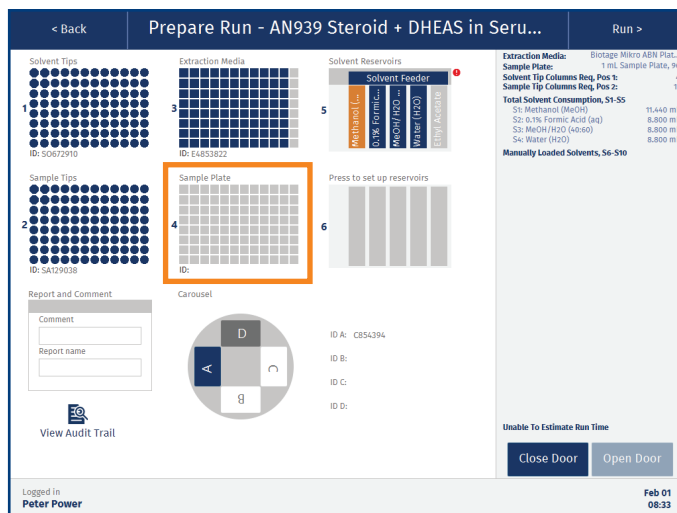 < Back
Prepare Run - AN939 Steroid + DHEAS in Seru...
Run >
Solvent Tips
1
ID: SO672910
Extraction Media
3
ID: E4853822
Solvent Reservoirs
5
Solvent Feeder
Methanol (...
0.1% Formic...
MeOH/H2O ...
Water (H2O)
Ethyl Acetate
Sample Tips
2
ID: SA129038
Sample Plate
4
ID:
Press to set up reservoirs
6
Report and Comment
Comment
Report name
View Audit Trail
Carousel
D
A
C
B
ID A: C854394
ID B:
ID C:
ID D:
Extraction Media: Biotage Mikro ABN Plat..
Sample Plate: 1 mL Sample Plate, 9
Solvent Tip Columns Req, Pos 1:
Sample Tip Columns Req, Pos 2: 1
Total Solvent Consumption, S1-S5
S1: Methanol (MeOH) 11.440 m
S2: 0.1% Formic Acid (aq) 8.800 m
S3: MeOH/H2O (40:60) 8.800 m
S4: Water (H2O) 8.800 m
Manually Loaded Solvents, S6-S10
Unable To Estimate Run Time
Close Door
Open Door
Logged in
Peter Power
Feb 01
08:33